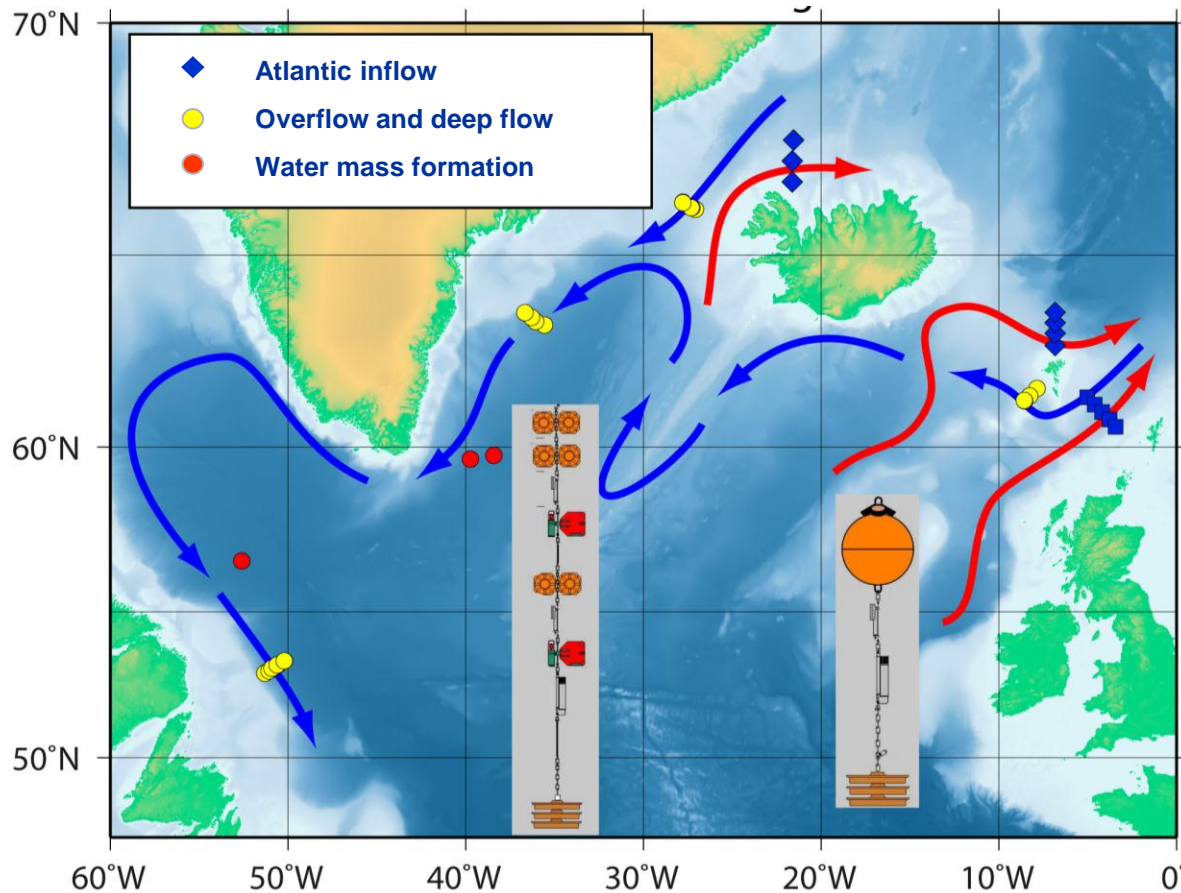 70°N
Atlantic inflow
Overflow and deep flow
Water mass formation
60°N
50°N
60°W 50°W 40°W 30°W 20°W 10°W 0°